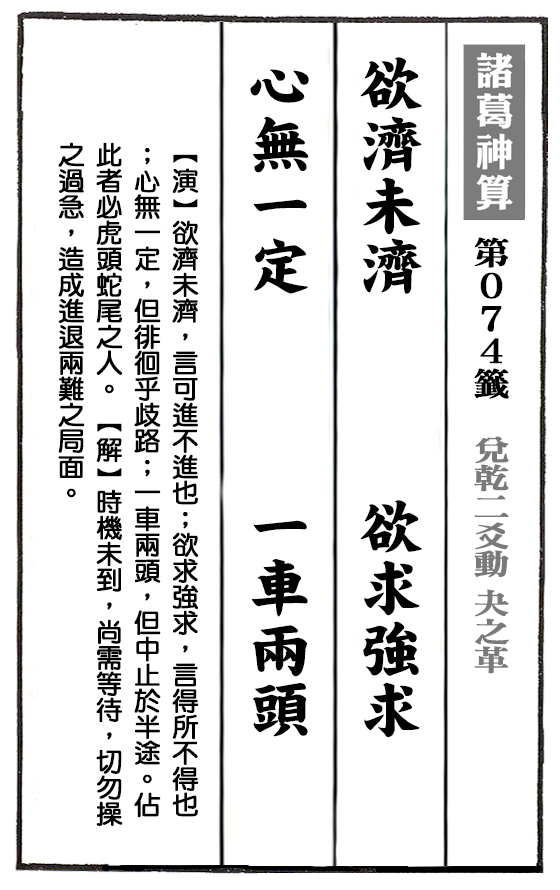 諸葛神算 第074籤 兌乾二爻動 夬之革
欲濟未濟 欲求強求
心無一定 一車兩頭
【演】欲濟未濟，言可進不進也；欲求強求，言得所不得也
；心無一定，但徘徊乎歧路；一車兩頭，但中止於半途。佔
此者必虎頭蛇尾之人。【解】時機未到，尚需等待，切勿操
之過急，造成進退兩難之局面。